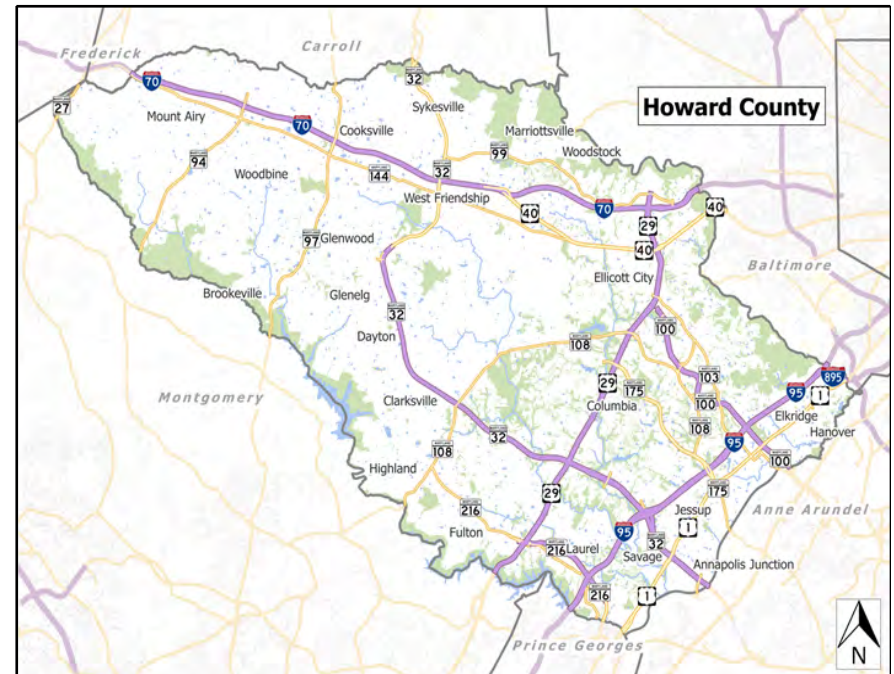 Howard County
Frederick
Carroll
Baltimore
Montgomery
Anne Arundel
Prince Georges
Mount Airy
Cooksville
Sykesville
Marriottsville
Woodstock
Woodbine
West Friendship
Glenwood
Ellicott City
Brookeville
Glenelg
Dayton
Clarksville
Columbia
Elkridge
Hanover
Highland
Fulton
Laurel
Savage
Jessup
Annapolis Junction
27
70
32
94
70
99
144
32
40
70
29
40
40
97
32
108
100
29
175
103
100
108
95
895
1
95
100
32
108
29
175
216
95
1
32
216
216
1
N